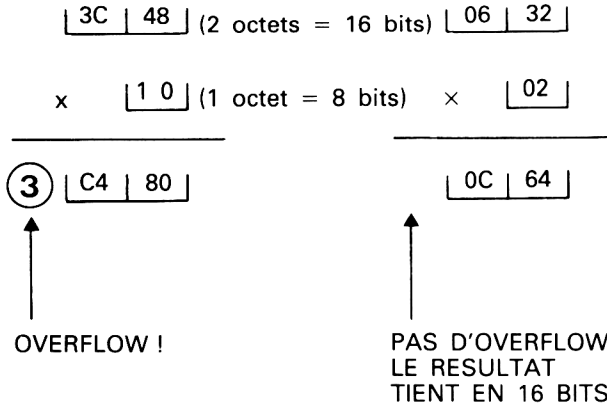 3C 48 (2 octets = 16 bits) 06 32
x 1 0 (1 octet = 8 bits) × 02
3 C4 80 0C 64
OVERFLOW ! PAS D'OVERFLOW
LE RESULTAT
TIENT EN 16 BITS